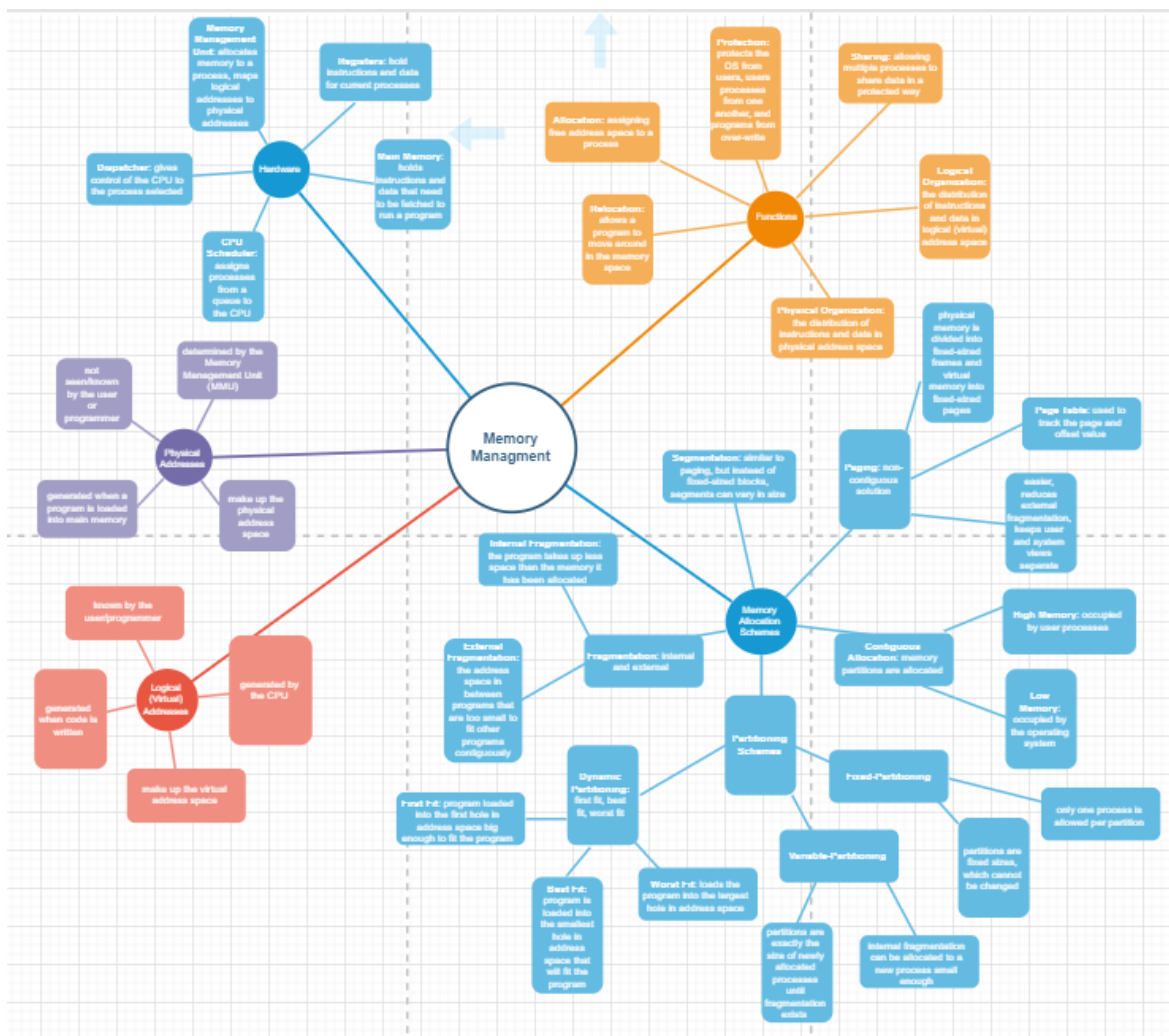 Memory
Management
Unit: allocates
memory to a
process, maps
logical
addresses to
physical
addresses
Registers: hold
instructions and data
for current processes
Hardware
Dispatcher: gives
control of the CPU to
the process selected
Main Memory:
holds
instructions and
data that need
to be fetched to
run a program
CPU
Scheduler:
assigns
processes
from a
queue to
the CPU
Protection:
protects the
OS from
users, users
processes
from one
another, and
programs from
over-write
Sharing: allowing
multiple processes to
share data in a
protected way
Allocation: assigning
free address space to a
process
Functions
Logical
Organization:
the distribution
of instructions
and data in
logical (virtual)
address space
Relocation:
allows a
program to
move around
in the memory
space
Physical Organization:
the distribution of
instructions and data in
physical address space
not
seen/known
by the user
or
programmer
determined by the
Memory
Management Unit
(MMU)
Physical
Addresses
generated when a
program is loaded
into main memory
make up the
physical
address
space
Memory
Managment
physical
memory is
divided into
fixed-sized
frames and
virtual
memory into
fixed-sized
pages
Page Table: used to
track the page and
offset value
Paging: non-
contiguous
solution
easier,
reduces
external
fragmentation,
keeps user
and system
views
separate
Segmentation: similar to
paging, but instead of
fixed-sized blocks,
segments can vary in size
Internal Fragmentation:
the program takes up less
space than the memory it
has been allocated
Memory
Allocation
Schemes
High Memory: occupied
by user processes
Contiguous
Allocation: memory
partitions are allocated
Low
Memory:
occupied by
the operating
system
Fragmentation: internal
and external
External
Fragmentation:
the address
space in
between
programs that
are too small to
fit other
programs
contiguously
known by the
user/programmer
Logical
(Virtual)
Addresses
generated by
the CPU
generated
when code is
written
make up the virtual
address space
Partitioning
Schemes
Dynamic
Partitioning:
first fit, best
fit, worst fit
First Fit: program loaded
into the first hole in
address space big
enough to fit the program
Best Fit:
program is
loaded into
the smallest
hole in
address
space that
will fit the
program
Worst Fit: loads the
program into the largest
hole in address space
Fixed-Partitioning
only one process is
allowed per partition
partitions are
fixed sizes,
which cannot
be changed
Variable-Partitioning
partitions are
exactly the
size of newly
allocated
processes
until
fragmentation
exists
internal fragmentation
can be allocated to a
new process small
enough